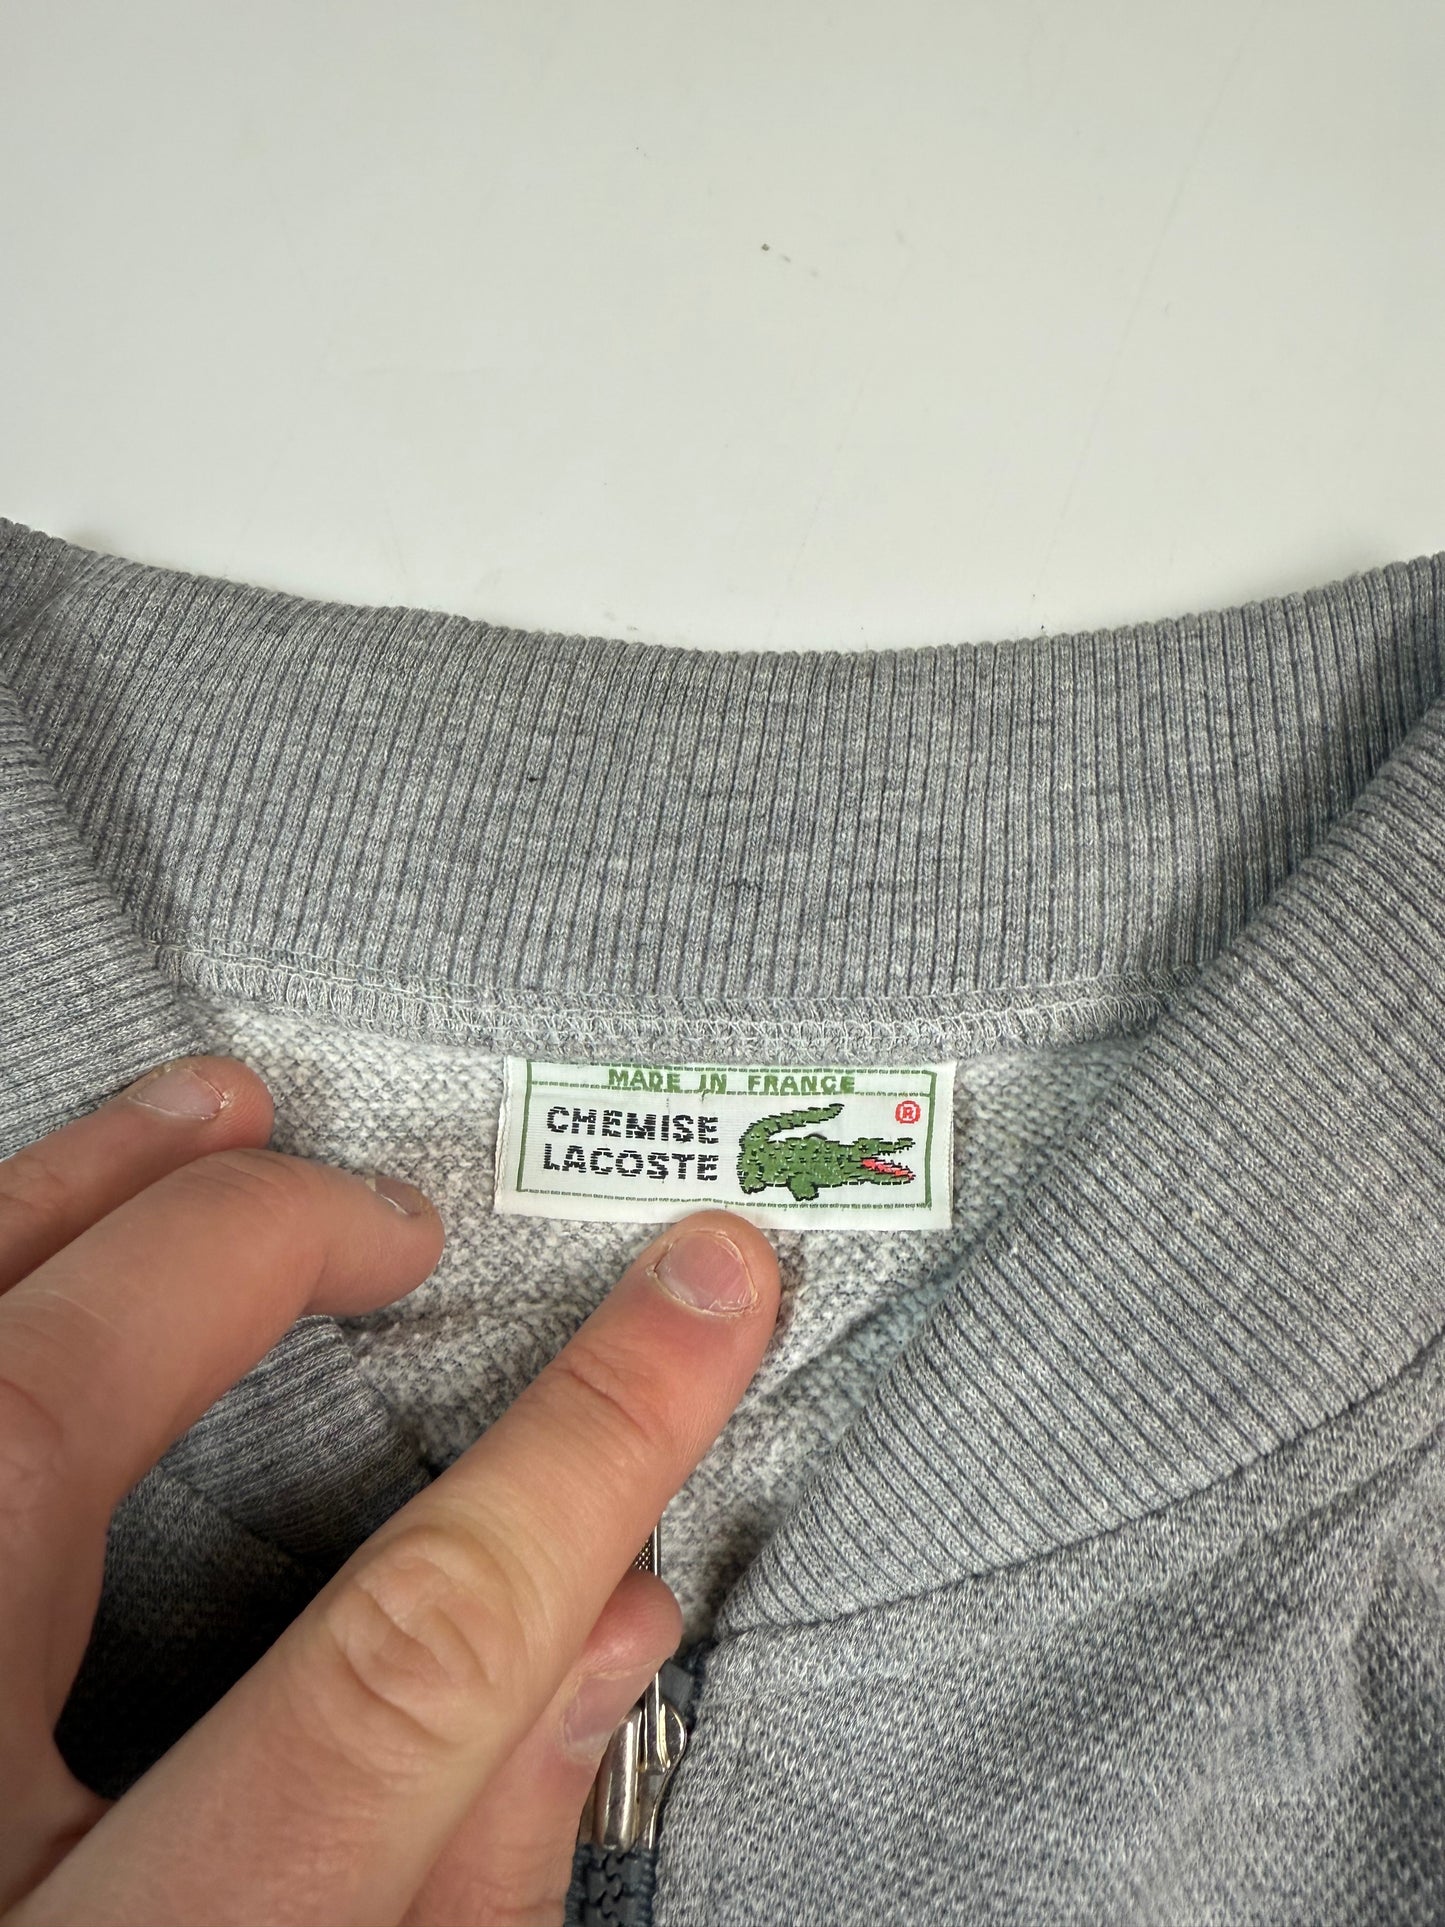 MADE IN FRANCE
CHEMISE
LACOSTE
®